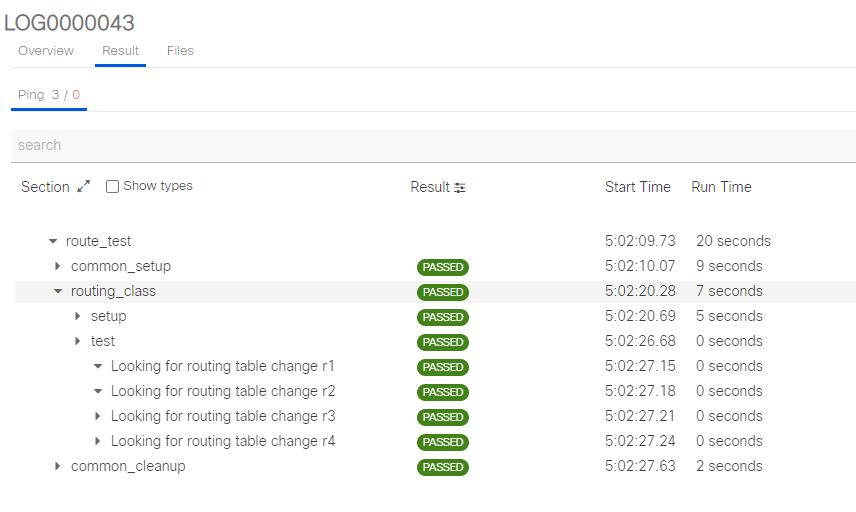 LOG0000043
Overview Result Files
Ping 3 / 0
search
Section Show types Result Start Time Run Time
route_test 5:02:09.73 20 seconds
common_setup PASSED 5:02:10.07 9 seconds
routing_class PASSED 5:02:20.28 7 seconds
setup PASSED 5:02:20.69 5 seconds
test PASSED 5:02:26.68 0 seconds
Looking for routing table change r1 PASSED 5:02:27.15 0 seconds
Looking for routing table change r2 PASSED 5:02:27.18 0 seconds
Looking for routing table change r3 PASSED 5:02:27.21 0 seconds
Looking for routing table change r4 PASSED 5:02:27.24 0 seconds
common_cleanup PASSED 5:02:27.63 2 seconds